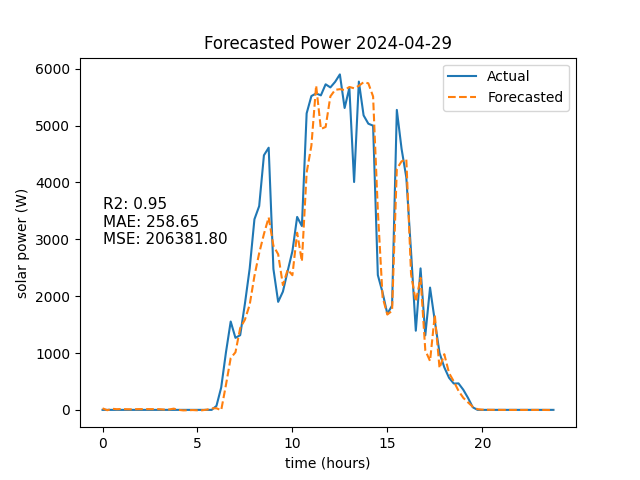 Forecasted Power 2024-04-29
Actual
Forecasted
R2: 0.95
MAE: 258.65
MSE: 206381.80
solar power (W)
6000
5000
4000
3000
2000
1000
0
0 5 10 15 20
time (hours)